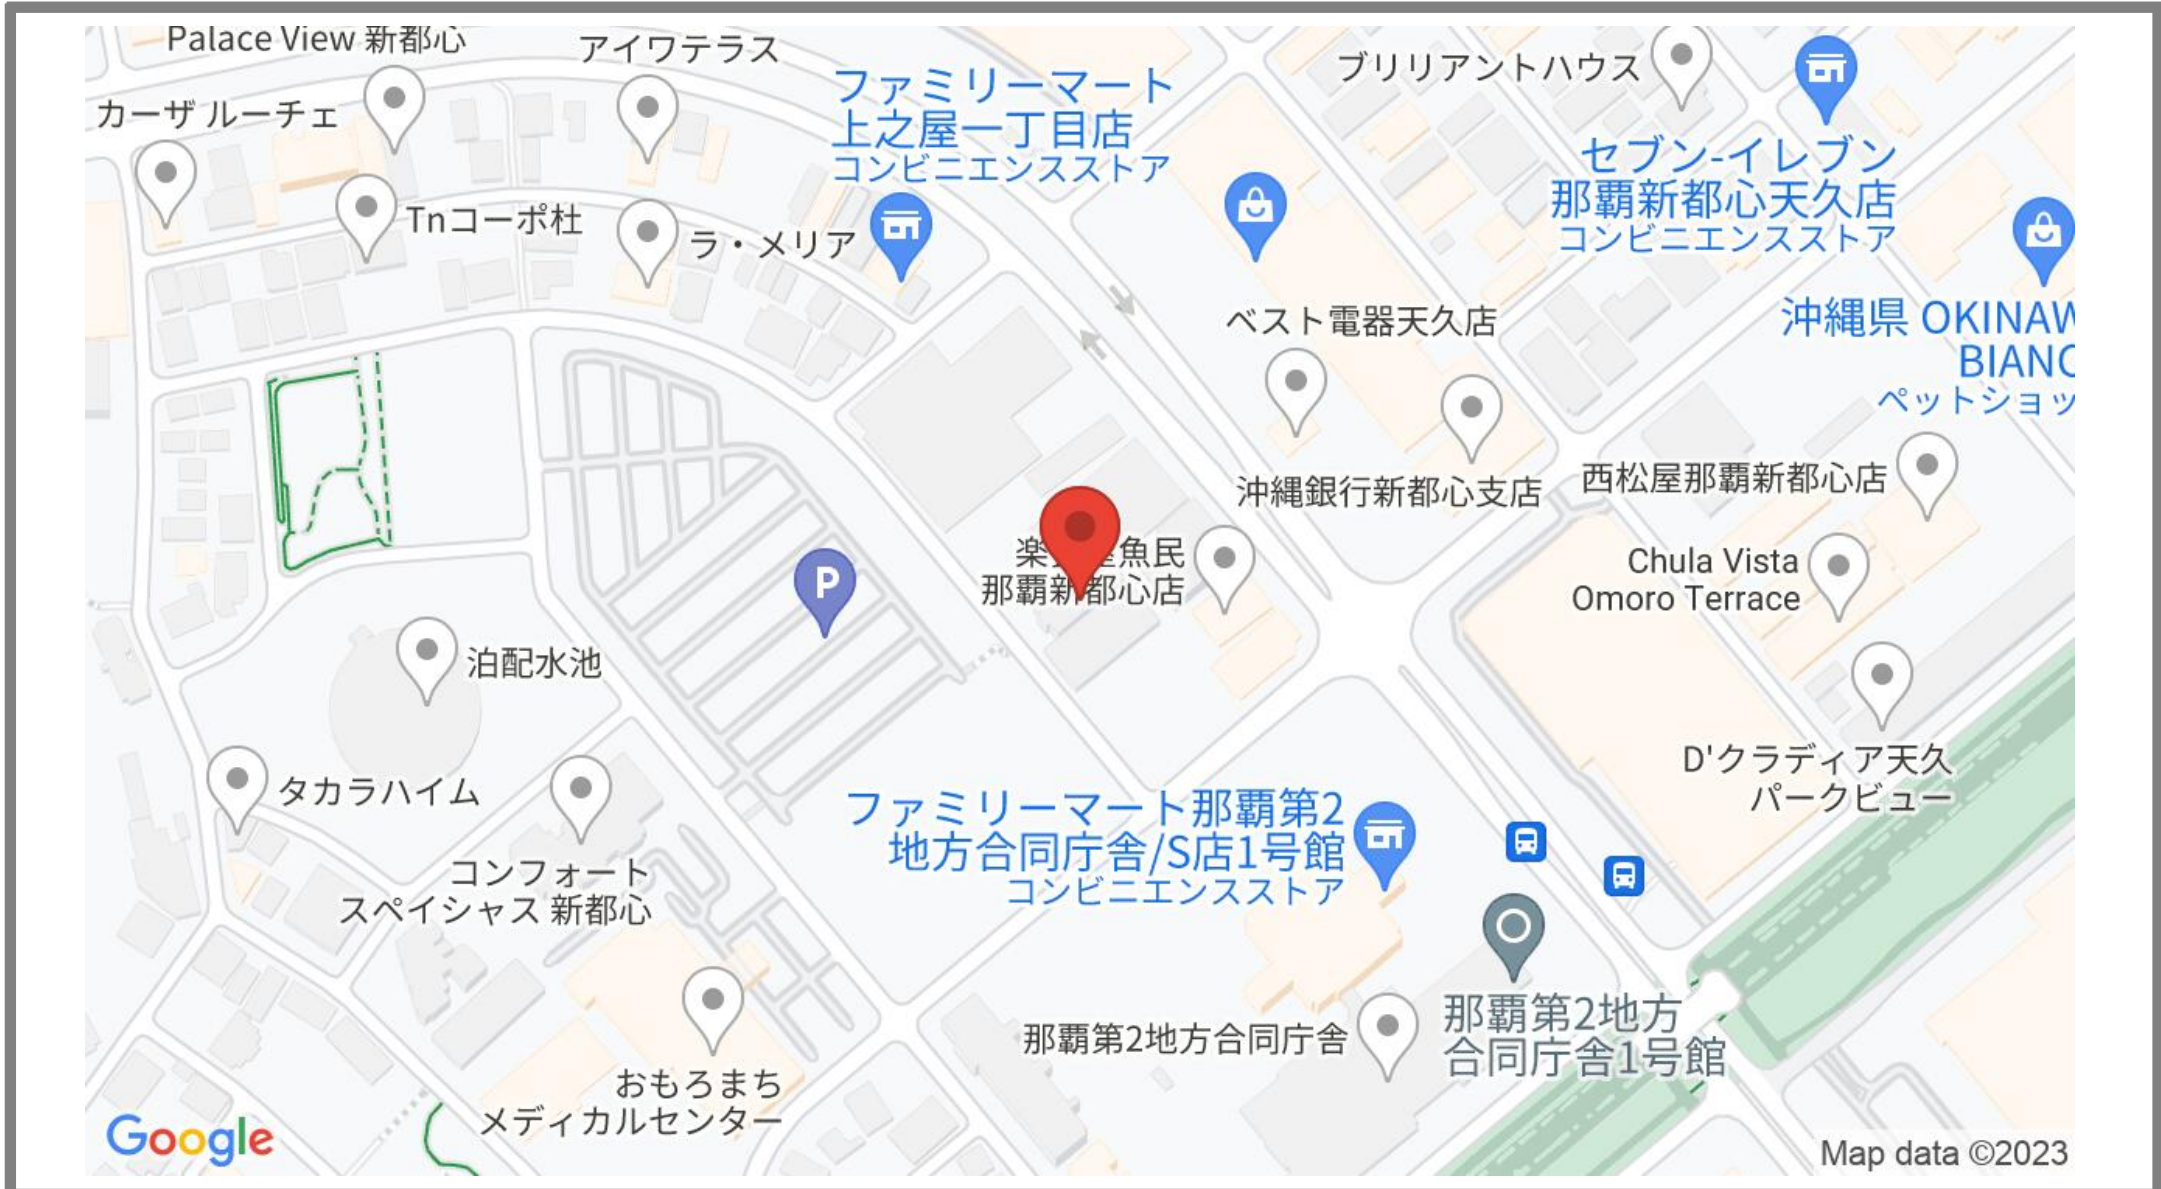 Palace View 新都心
アイワテラス
ブリリアントハウス
カーザ ルーチェ
ファミリーマート
上之屋一丁目店
コンビニエンスストア
セブン-イレブン
那覇新都心天久店
コンビニエンスストア
Tnコーポ杜
ラ・メリア
ベスト電器天久店
沖縄県 OKINAW
BIANC
ペットショッ
沖縄銀行新都心支店
西松屋那覇新都心店
魚民
那覇新都心店
Chula Vista
Omoro Terrace
P
泊配水池
D'クラディア天久
パークビュー
タカラハイム
ファミリーマート那覇第2
地方合同庁舎/S店1号館
コンビニエンスストア
コンフォート
スペイシャス 新都心
那覇第2地方合同庁舎
那覇第2地方
合同庁舎1号館
おもろまち
メディカルセンター
Google
Map data ©2023